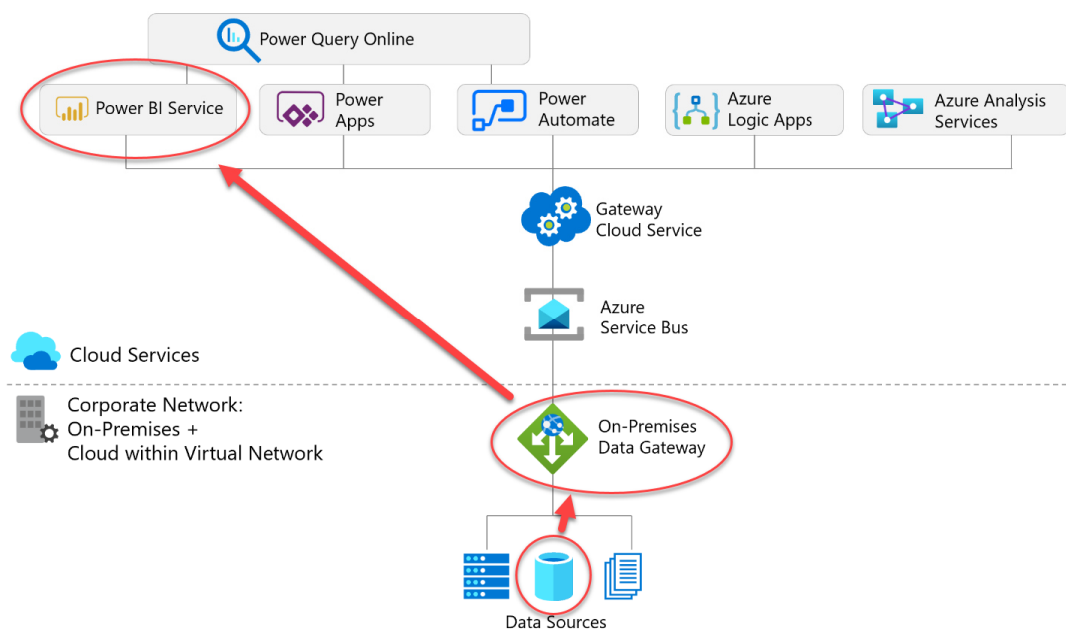 Power Query Online
Power BI Service
Power
Apps
Power
Automate
Azure
Logic Apps
Azure Analysis
Services
Gateway
Cloud Service
Azure
Service Bus
Cloud Services
Corporate Network:
On-Premises +
Cloud within Virtual Network
On-Premises
Data Gateway
Data Sources